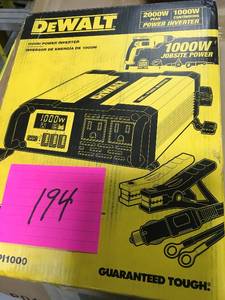 DEWALT
2000W
PEAK
1000W
CONTINUOUS
POWER INVERTER
1000W POWER INVERTER
INVERSOR DE ENERGÍA DE 1000W
1000W
JOBSITE POWER
1000W
194
PI1000
GUARANTEED TOUGH.